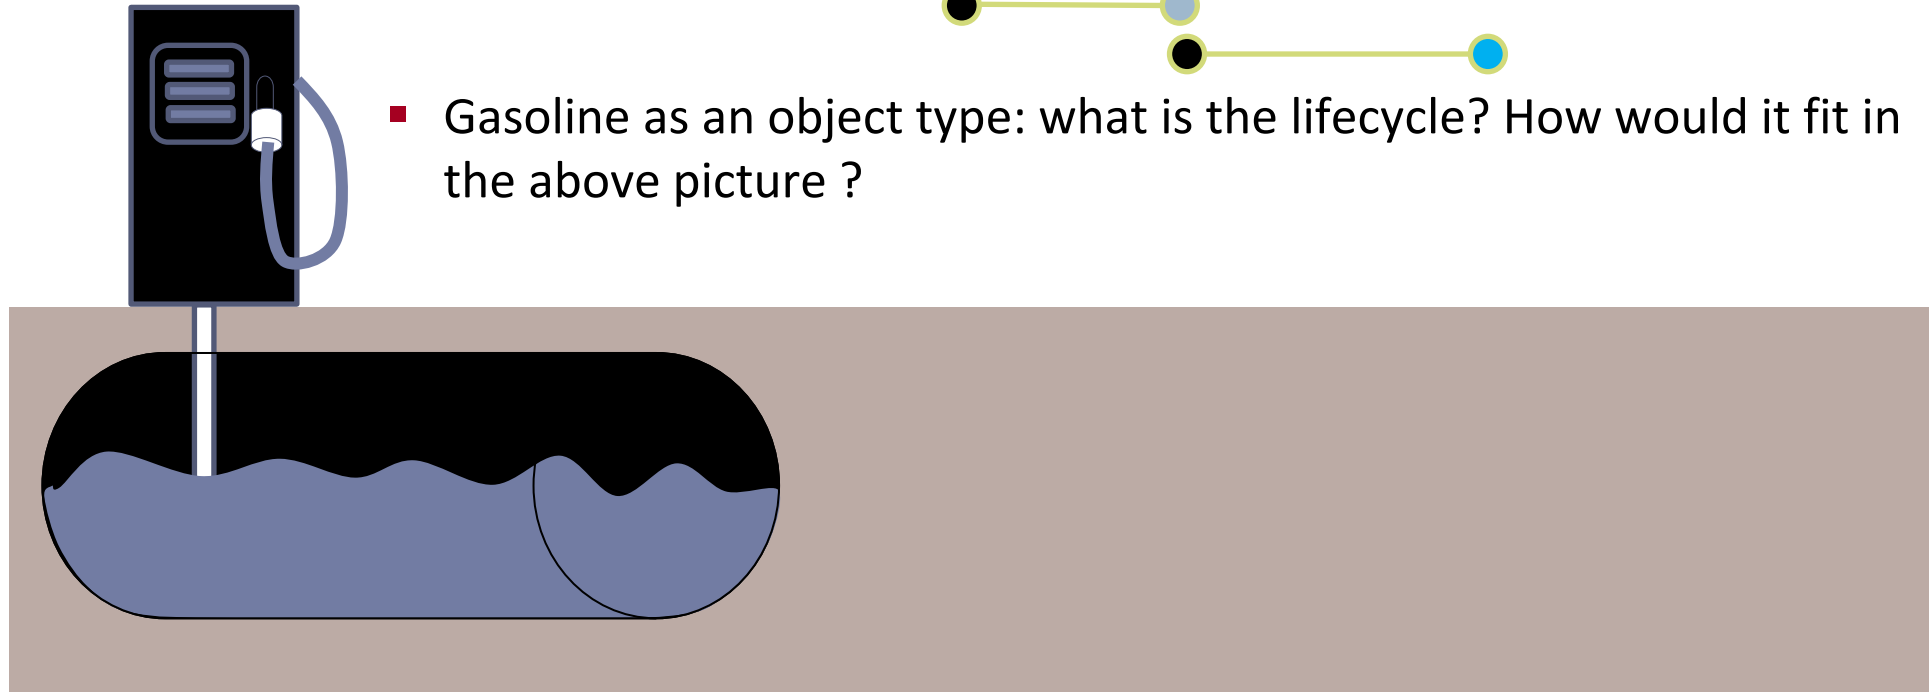 Gasoline as an object type: what is the lifecycle? How would it fit in
the above picture ?